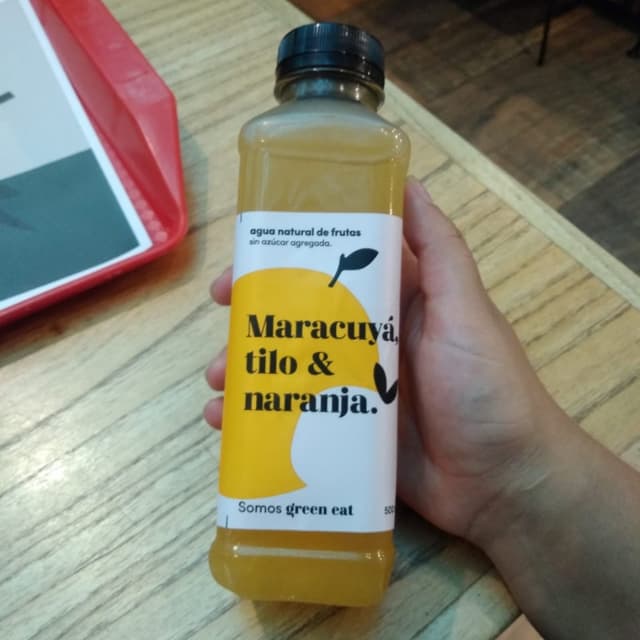 agua natural de frutas
sin azúcar agregada.
Maracuyá,
tilo &
naranja.
Somos green eat